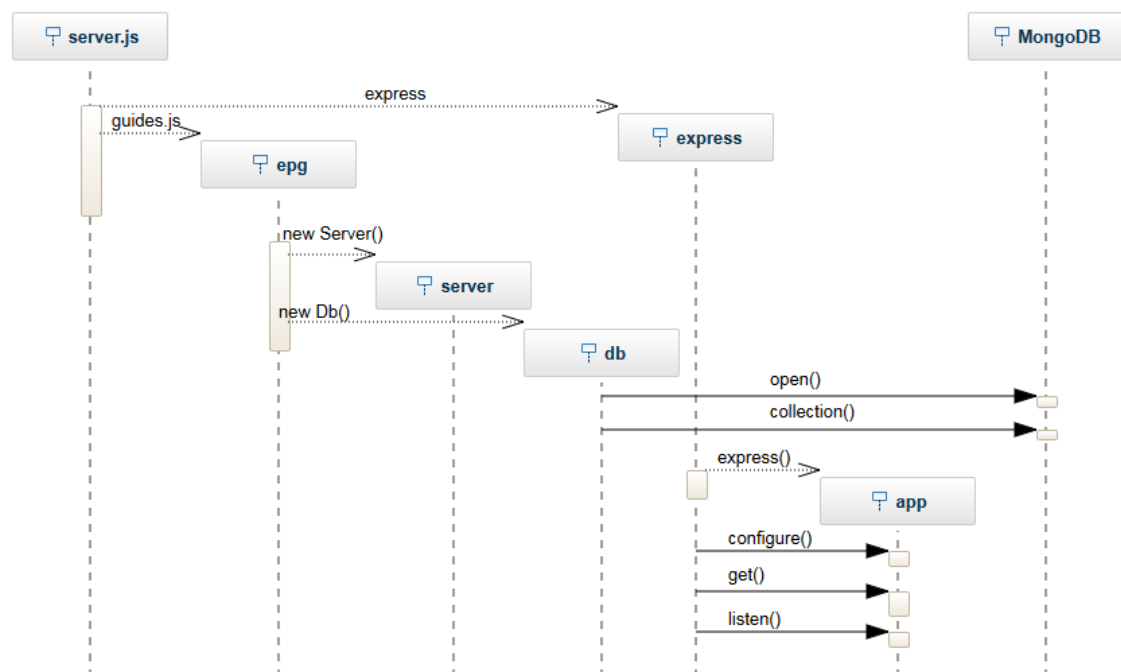 server.js
MongoDB
express
guides.js
express
epg
new Server()
server
new Db()
db
open()
collection()
express()
app
configure()
get()
listen()